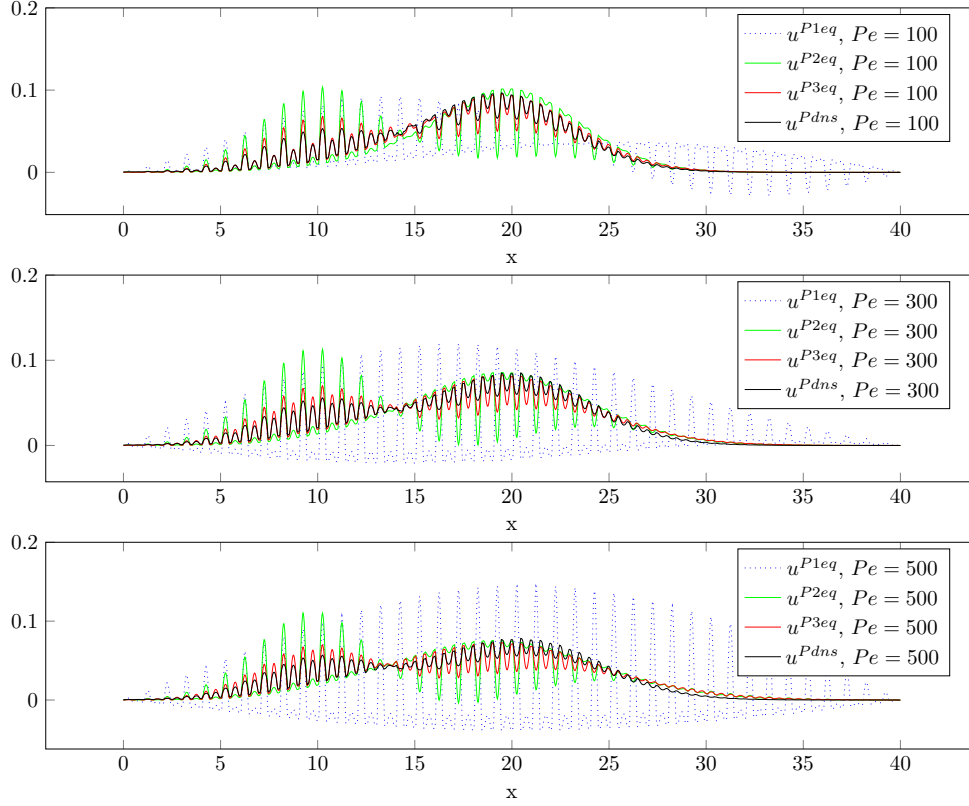 0.2
0.1
0
u^{P1eq}, Pe = 100
u^{P2eq}, Pe = 100
u^{P3eq}, Pe = 100
u^{Pdns}, Pe = 100
0 5 10 15 20 25 30 35 40
x
0.2
0.1
0
u^{P1eq}, Pe = 300
u^{P2eq}, Pe = 300
u^{P3eq}, Pe = 300
u^{Pdns}, Pe = 300
0 5 10 15 20 25 30 35 40
x
0.2
0.1
0
u^{P1eq}, Pe = 500
u^{P2eq}, Pe = 500
u^{P3eq}, Pe = 500
u^{Pdns}, Pe = 500
0 5 10 15 20 25 30 35 40
x